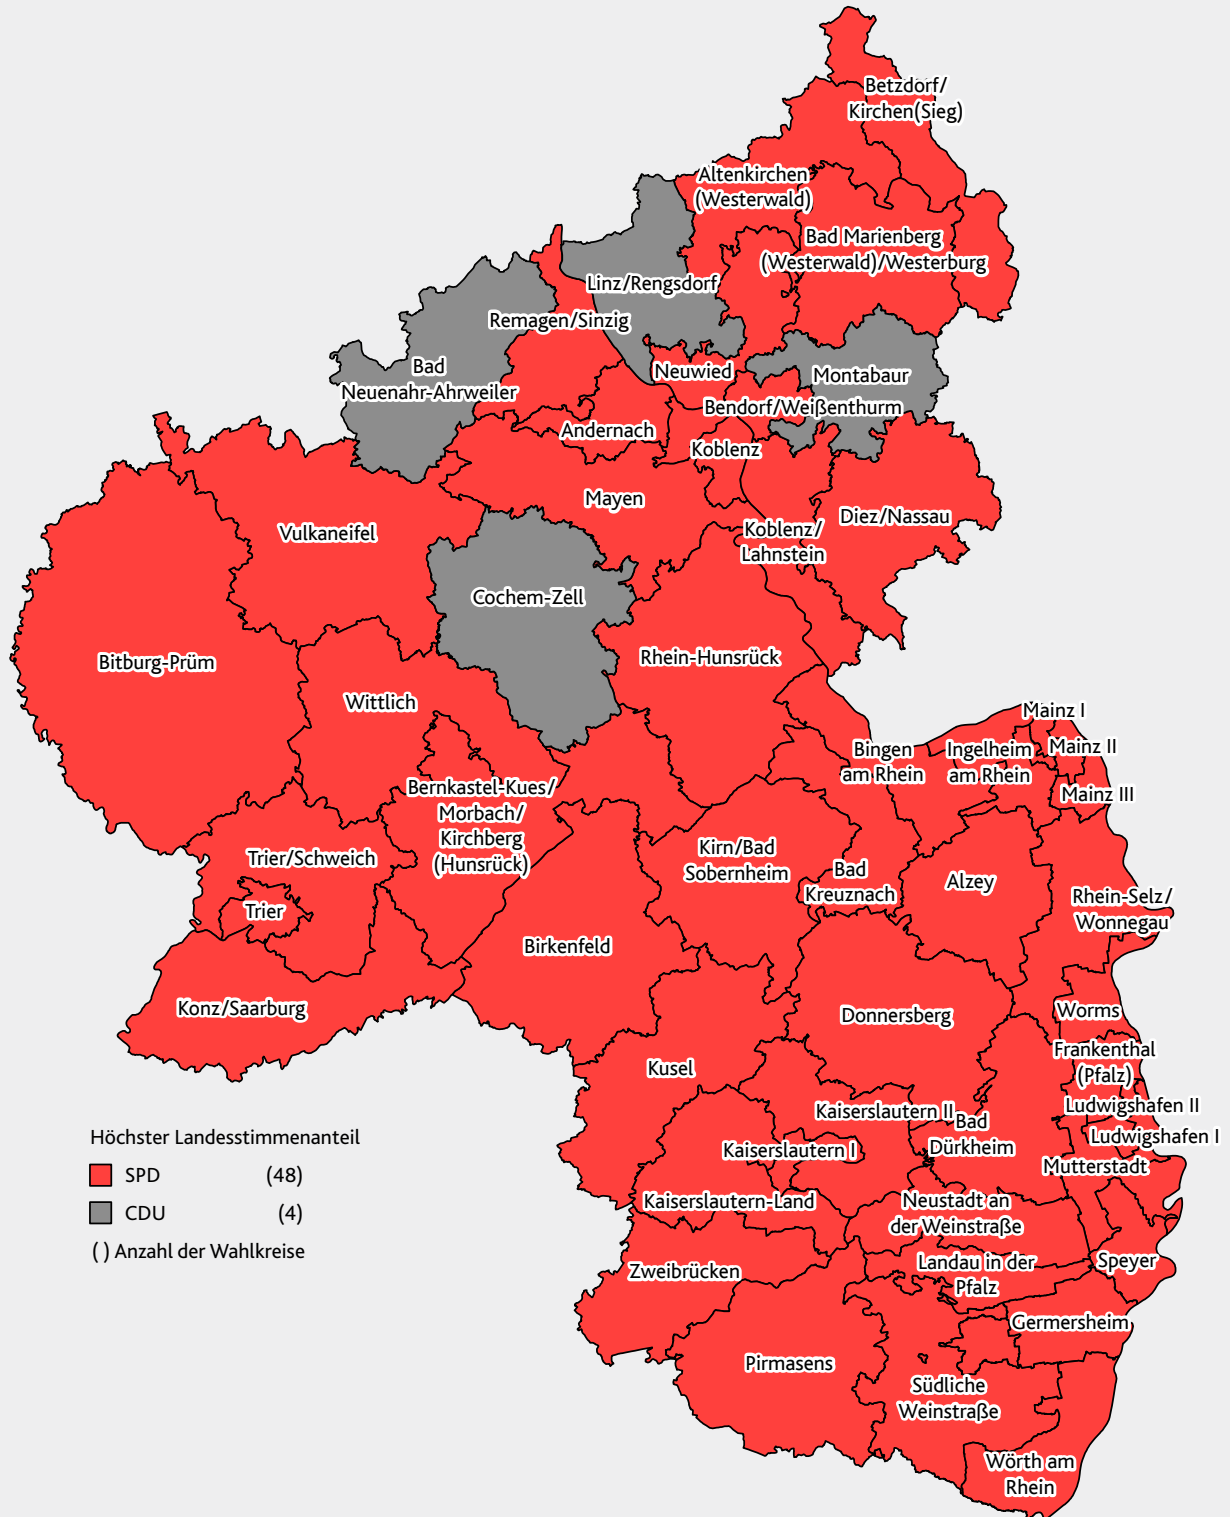 Betzdorf/
Kirchen(Sieg)
Altenkirchen
(Westerwald)
Bad Marienberg
(Westerwald)/Westerburg
Linz/Rengsdorf
Remagen/Sinzig
Bad
Neuenahr-Ahrweiler
Neuwied
Montabaur
Bendorf/Weißenthurm
Andernach
Koblenz
Mayen
Diez/Nassau
Koblenz/
Lahnstein
Vulkaneifel
Cochem-Zell
Bitburg-Prüm
Rhein-Hunsrück
Wittlich
Mainz I
Bingen
am Rhein
Ingelheim
am Rhein
Mainz II
Mainz III
Bernkastel-Kues/
Morbach/
Kirchberg
(Hunsrück)
Trier/Schweich
Kirn/Bad
Sobernheim
Bad
Kreuznach
Alzey
Rhein-Selz/
Wonnegau
Trier
Birkenfeld
Konz/Saarburg
Donnersberg
Worms
Frankenthal
(Pfalz)
Kusel
Ludwigshafen II
Kaiserslautern II
Bad
Dürkheim
Ludwigshafen I
Kaiserslautern I
Mutterstadt
Kaiserslautern-Land
Neustadt an
der Weinstraße
Zweibrücken
Landau in der
Pfalz
Speyer
Germersheim
Pirmasens
Südliche
Weinstraße
Wörth am
Rhein
Höchster Landesstimmenanteil
SPD (48)
CDU (4)
( ) Anzahl der Wahlkreise